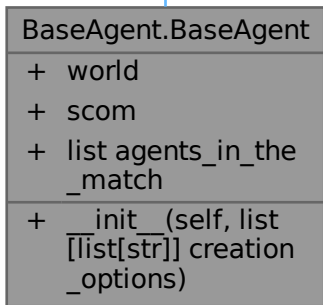 BaseAgent.BaseAgent
+ world
+ scom
+ list agents_in_the
_match
+ __init__(self, list
[list[str]] creation
_options)